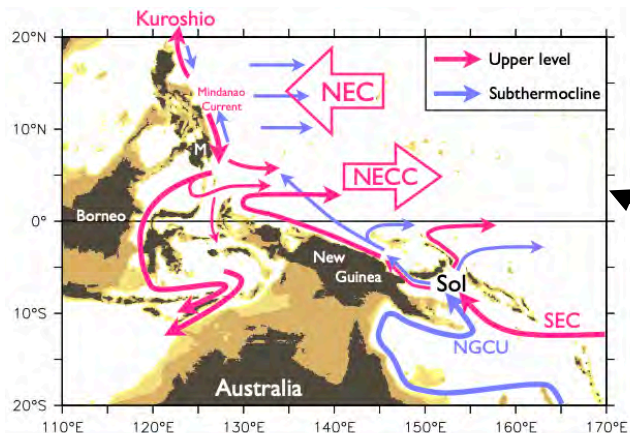 Kuroshio
20°N
10°N
0°
10°S
20°S
Upper level
Subthermocline
Mindanao
Current
NEC
M
NECC
Borneo
New
Guinea
Sol
SEC
NGCU
Australia
110°E
120°E
130°E
140°E
150°E
160°E
170°E